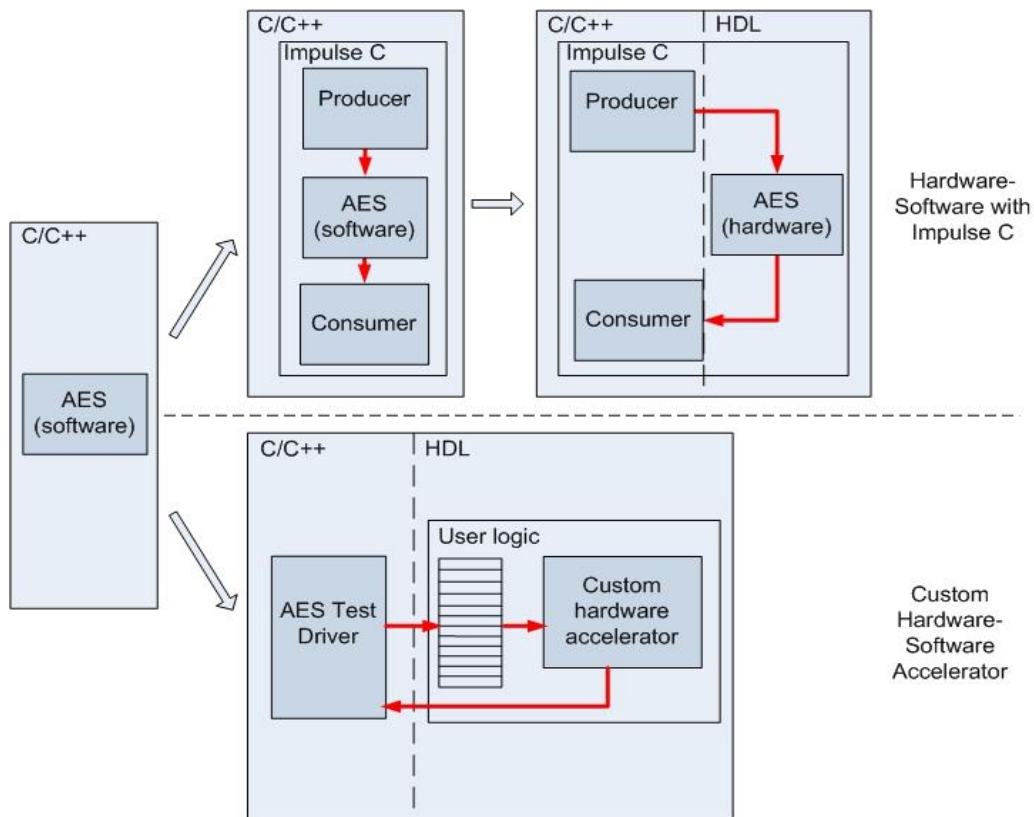 C/C++
AES
(software)
C/C++
Impulse C
Producer
AES
(software)
Consumer
C/C++
HDL
Impulse C
Producer
AES
(hardware)
Consumer
Hardware-
Software with
Impulse C
C/C++
HDL
AES Test
Driver
User logic
Custom
hardware
accelerator
Custom
Hardware-
Software
Accelerator